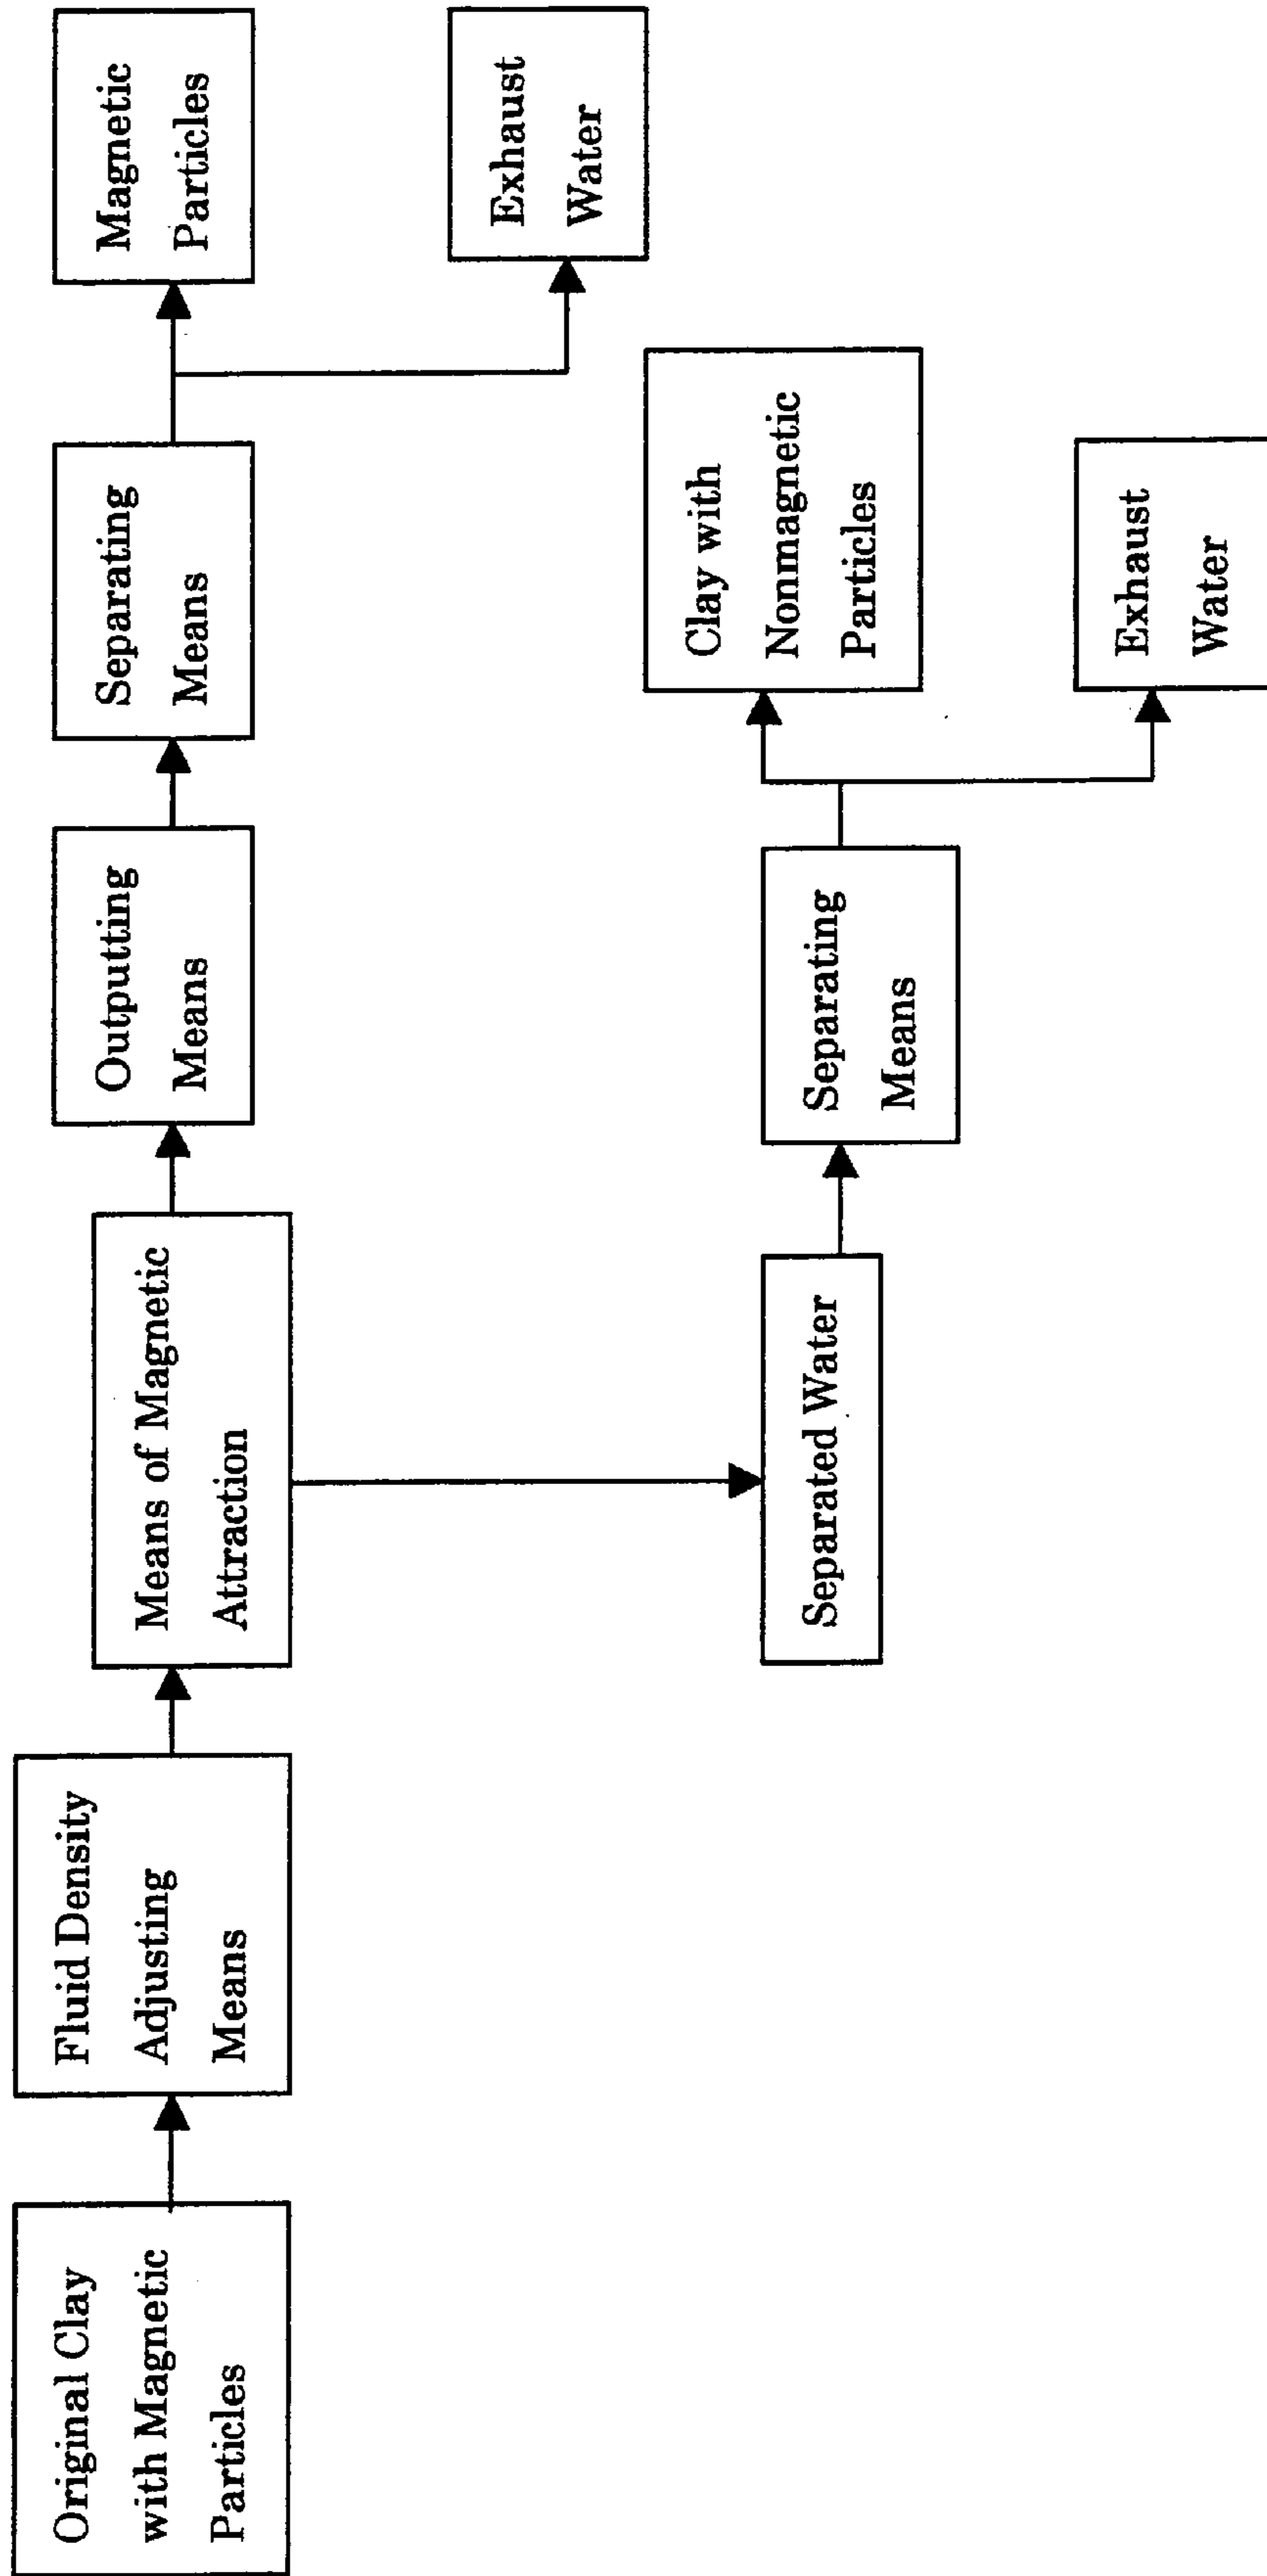 Original Clay
with Magnetic
Particles
Fluid Density
Adjusting
Means
Means of Magnetic
Attraction
Outputting
Means
Separating
Means
Magnetic
Particles
Exhaust
Water
Separated Water
Separating
Means
Clay with
Nonmagnetic
Particles
Exhaust
Water